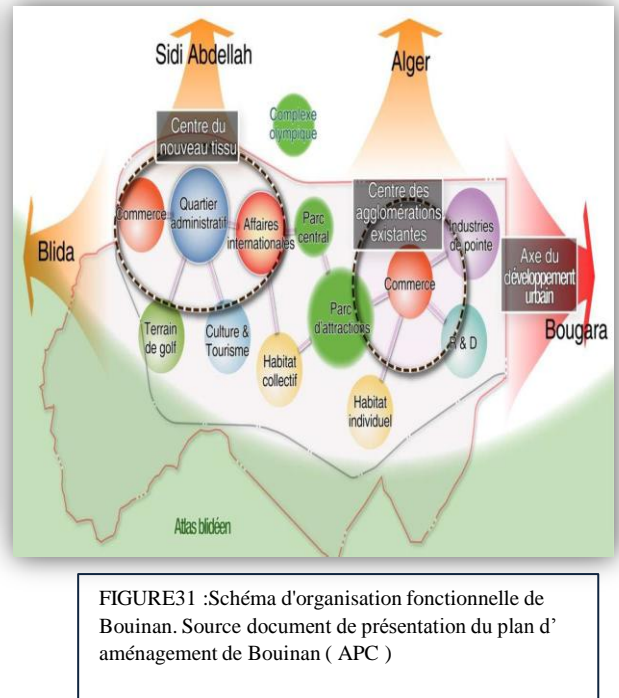 Sidi Abdellah
Alger
Complexe
olympique
Centre du
nouveau tissu
Centre des
agglomérations
existantes
Commerce
Quartier
administratif
Affaires
internationales
Parc
central
Industries
de pointe
Blida
Commerce
Axe du
développement
urbain
Bougara
Parc
d'attractions
Terrain
de golf
Culture &
Tourisme
R & D
Habitat
collectif
Habitat
individuel
Atlas blidéen
FIGURE31 :Schéma d'organisation fonctionnelle de
Bouinan. Source document de présentation du plan d’
aménagement de Bouinan ( APC )